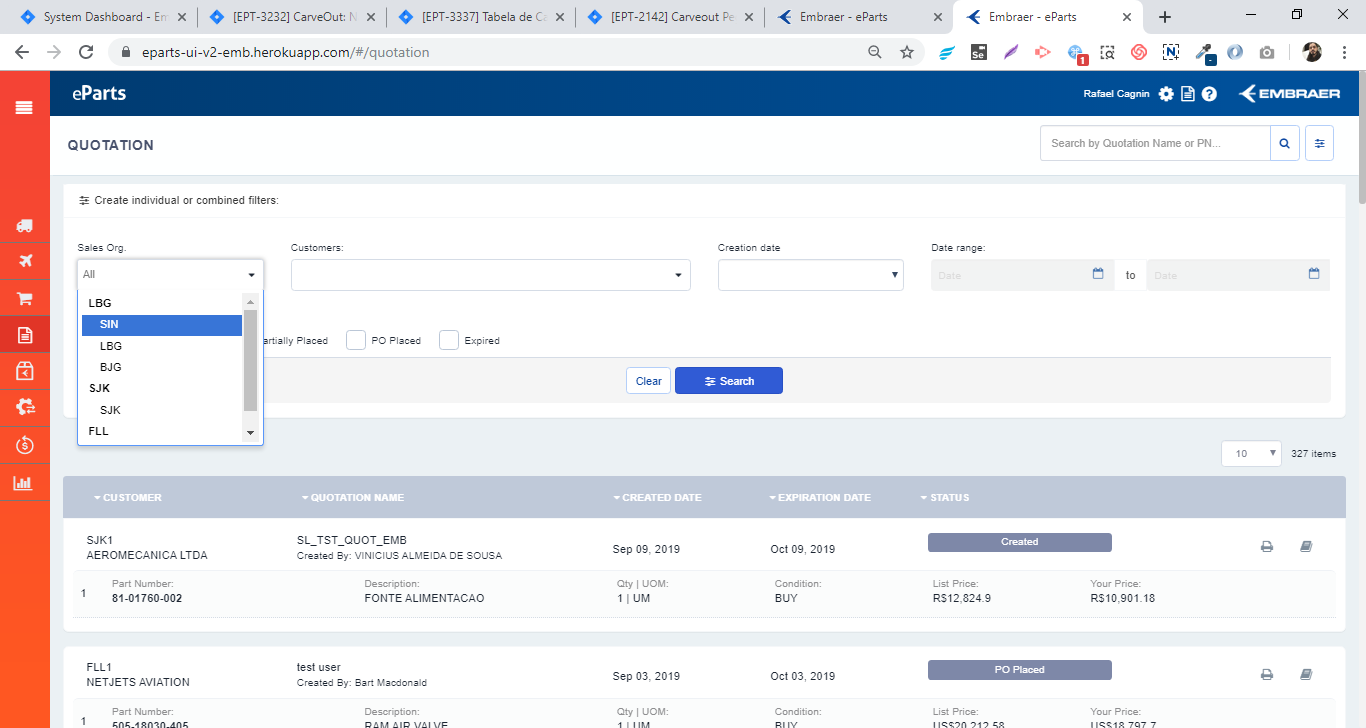 System Dashboard - Em
[EPT-3232] CarveOut: N
[EPT-3337] Tabela de Ca
[EPT-2142] Carveout Pe
Embraer - eParts
Embraer - eParts
eparts-ui-v2-emb.herokuapp.com/#/quotation
Se
1
N
eParts
Rafael Cagnin
EMBRAER
QUOTATION
Search by Quotation Name or PN...
Create individual or combined filters:
Sales Org.
Customers:
Creation date
Date range:
All
Date
to
Date
LBG
SIN
LBG
BJG
SJK
SJK
FLL
artially Placed
PO Placed
Expired
Clear
Search
10
327 items
CUSTOMER
QUOTATION NAME
CREATED DATE
EXPIRATION DATE
STATUS
SJK1
AEROMECANICA LTDA
SL_TST_QUOT_EMB
Created By: VINICIUS ALMEIDA DE SOUSA
Sep 09, 2019
Oct 09, 2019
Created
1
Part Number:
81-01760-002
Description:
FONTE ALIMENTACAO
Qty | UOM:
1 | UM
Condition:
BUY
List Price:
R$12,824.9
Your Price:
R$10,901.18
FLL1
NETJETS AVIATION
test user
Created By: Bart Macdonald
Sep 03, 2019
Oct 03, 2019
PO Placed
1
Part Number:
505-18030-405
Description:
RAM AIR VALVE
Qty | UOM:
1 | UM
Condition:
BUY
List Price:
US$20,212.58
Your Price:
US$18,797.7